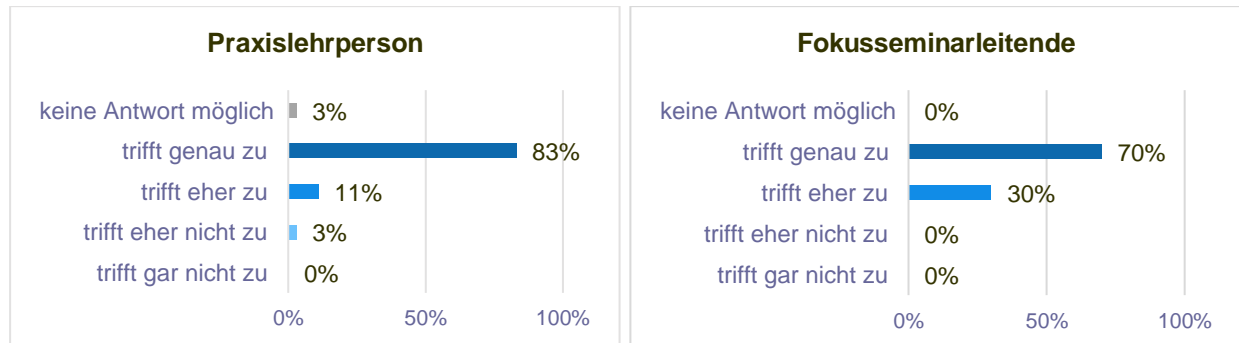 Praxislehrperson
keine Antwort möglich 3%
trifft genau zu 83%
trifft eher zu 11%
trifft eher nicht zu 3%
trifft gar nicht zu 0%
0% 50% 100%
Fokusseminarleitende
keine Antwort möglich 0%
trifft genau zu 70%
trifft eher zu 30%
trifft eher nicht zu 0%
trifft gar nicht zu 0%
0% 50% 100%